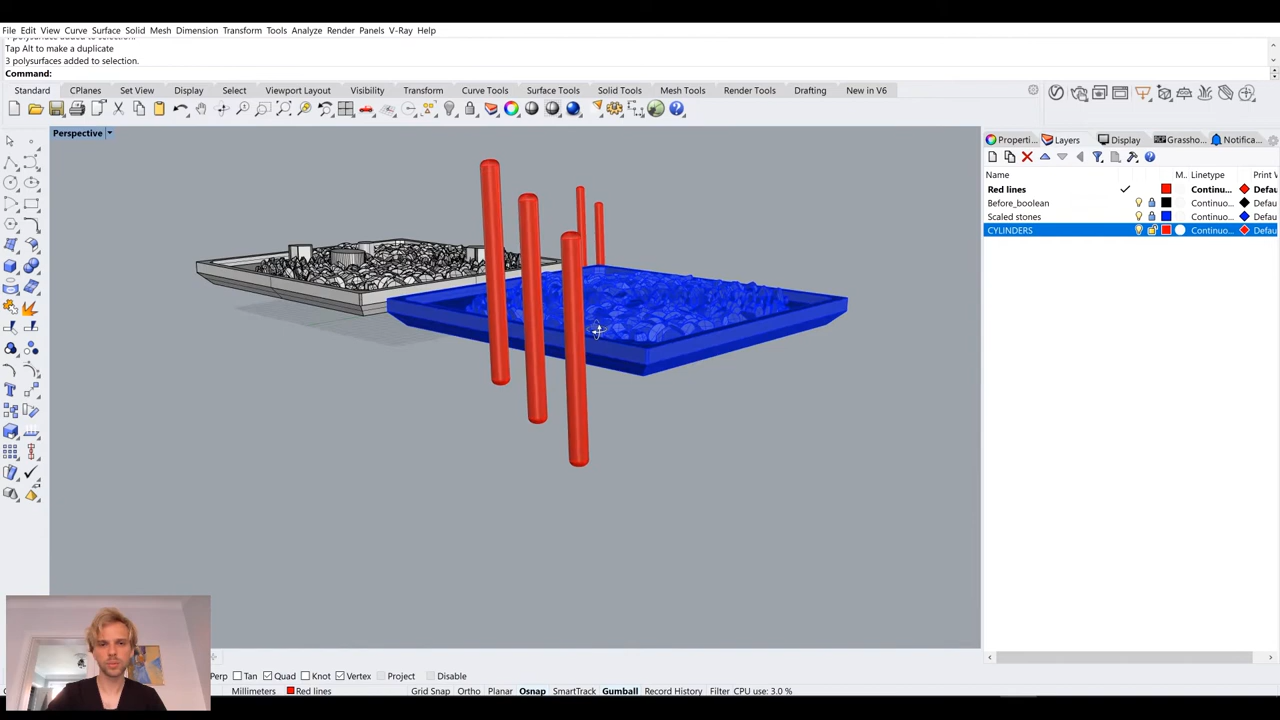 File Edit View Curve Surface Solid Mesh Dimension Transform Tools Analyze Render Panels V-Ray Help
Tap Alt to make a duplicate
3 polysurfaces added to selection.
Command:
Standard CPlanes Set View Display Select Viewport Layout Visibility Transform Curve Tools Surface Tools Solid Tools Mesh Tools Render Tools Drafting New in V6
Perspective
Properti... Layers Display Grassho... Notifica...
Name M.. Linetype Print W
Red lines Continu... Defau
Before_boolean Continuo... Defau
Scaled stones Continuo... Defau
CYLINDERS Continuo... Defau
Perp Tan Quad Knot Vertex Project Disable
Millimeters Red lines Grid Snap Ortho Planar Osnap SmartTrack Gumball Record History Filter CPU use: 3.0 %